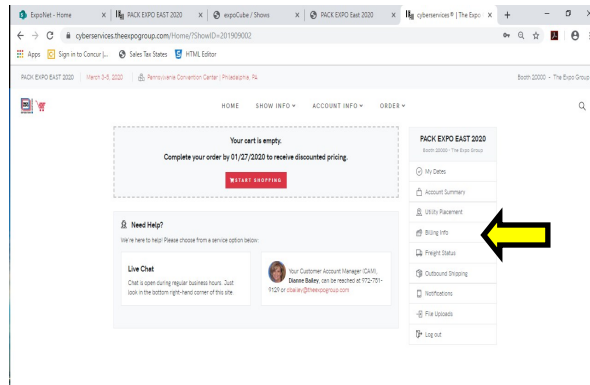 ExpoNet - Home
PACK EXPO EAST 2020
expoCube / Shows
PACK EXPO East 2020
cyberservices® | The Expo
cyberservices.theexpogroup.com/Home/?ShowID=201909002
Apps
Sign in to Concur |...
Sales Tax States
HTML Editor
PACK EXPO EAST 2020
March 3-5, 2020
Pennsylvania Convention Center | Philadelphia, PA
Booth 20000 - The Expo Group
HOME
SHOW INFO
ACCOUNT INFO
ORDER
Your cart is empty.
Complete your order by 01/27/2020 to receive discounted pricing.
START SHOPPING
Need Help?
We're here to help! Please choose from a service option below:
Live Chat
Chat is open during regular business hours. Just
look in the bottom right-hand corner of this site.
Your Customer Account Manager (CAM),
Dianne Bailey, can be reached at 972-751-
9129 or dbailey@theexpogroup.com
PACK EXPO EAST 2020
Booth 20000 - The Expo Group
My Dates
Account Summary
Utility Placement
Billing Info
Freight Status
Outbound Shipping
Notifications
File Uploads
Log out